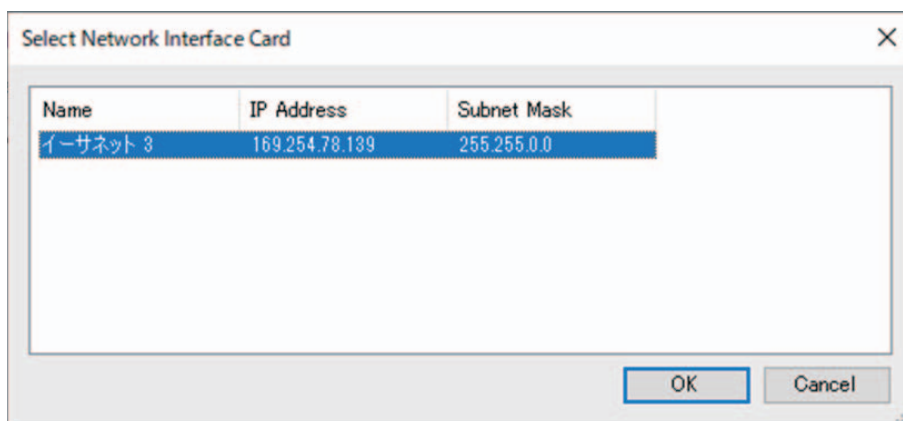 Select Network Interface Card
Name IP Address Subnet Mask
イーサネット 3 169.254.78.139 255.255.0.0
OK Cancel